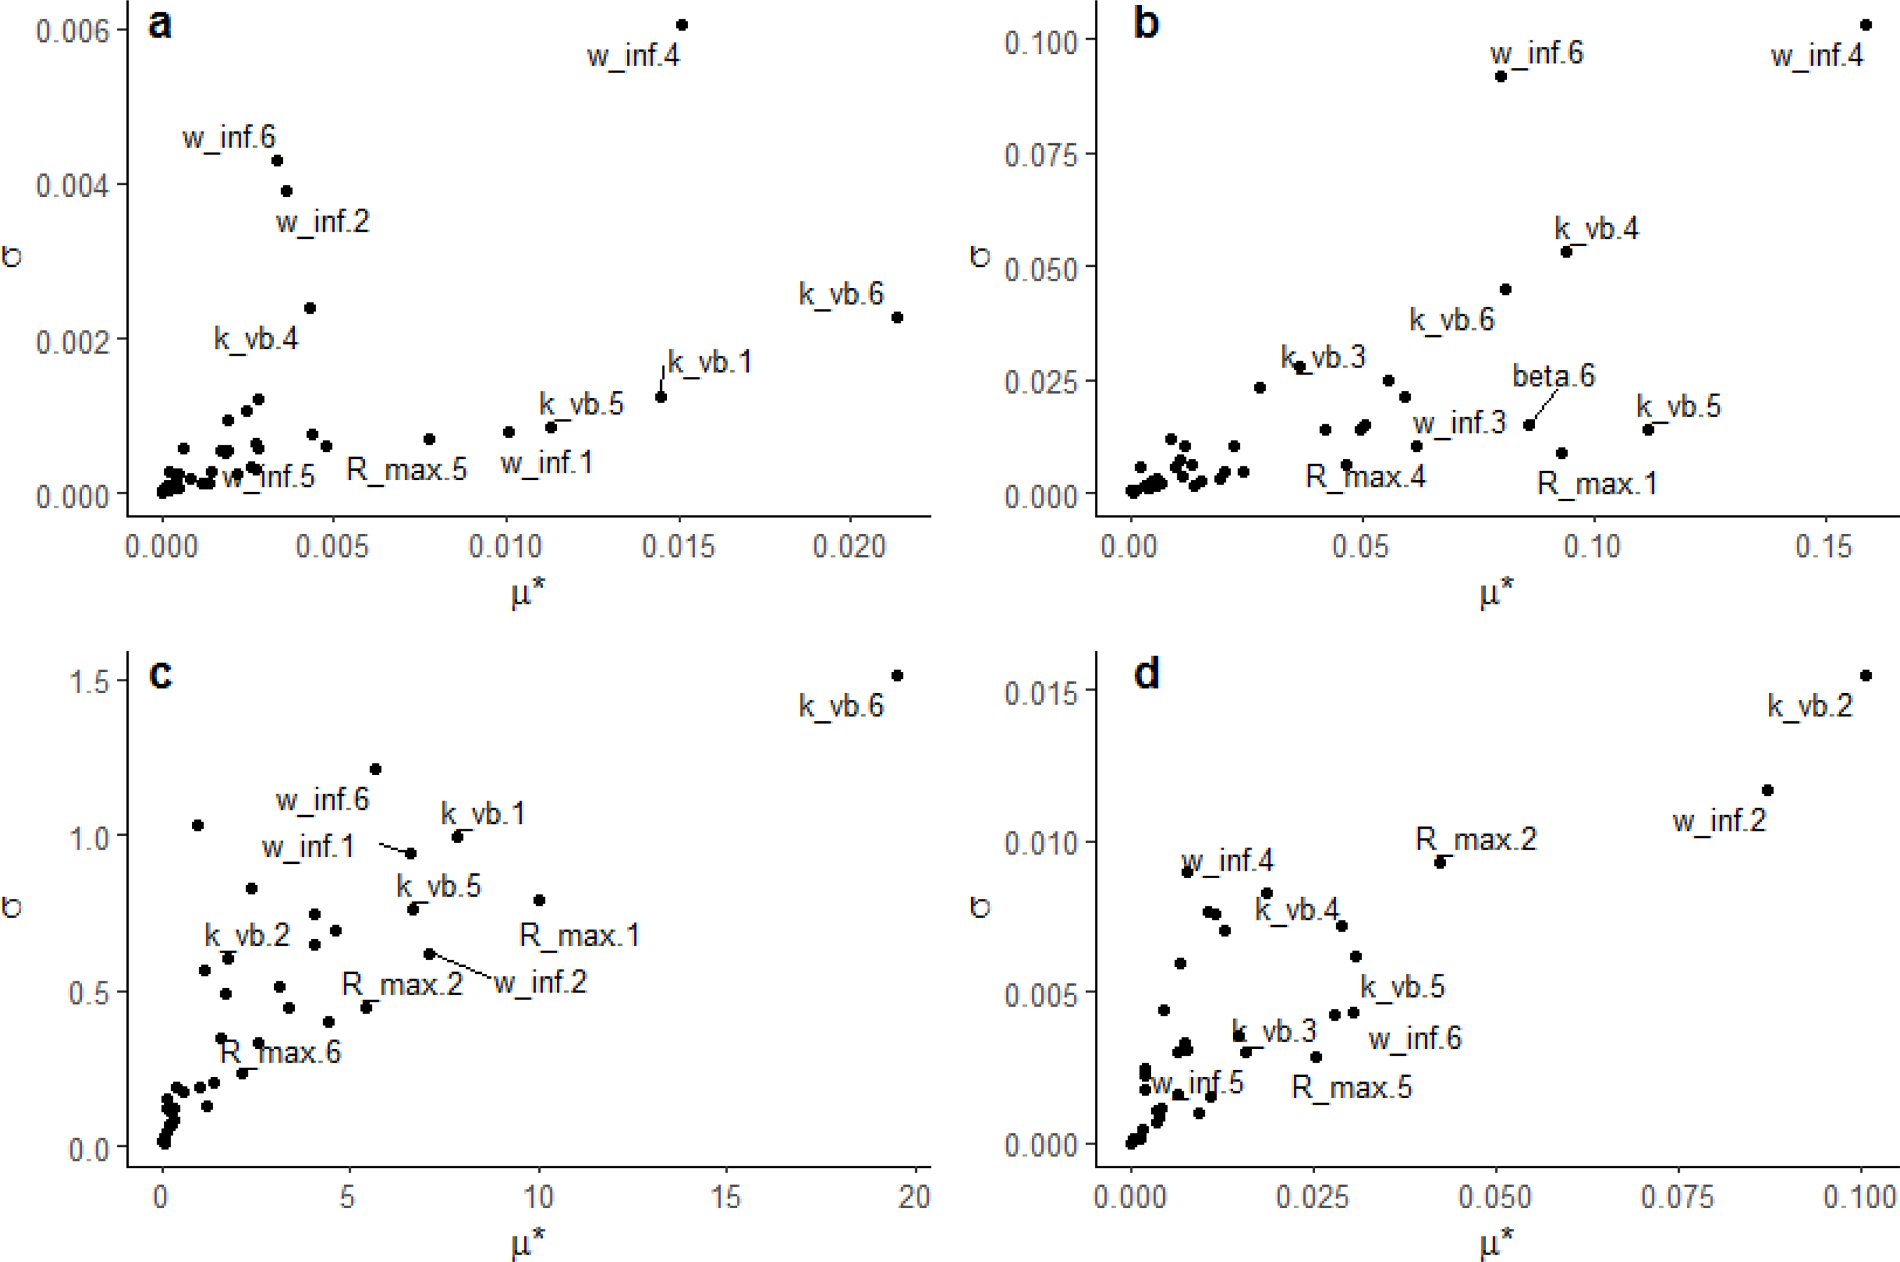 a
0.006
0.004
0.002
0.000
σ
w_inf.4
w_inf.6
w_inf.2
k_vb.6
k_vb.4
k_vb.1
k_vb.5
w_inf.5
R_max.5
w_inf.1
0.000
0.005
0.010
0.015
0.020
μ*
b
0.100
0.075
0.050
0.025
0.000
σ
w_inf.6
w_inf.4
k_vb.4
k_vb.6
k_vb.3
beta.6
k_vb.5
w_inf.3
R_max.4
R_max.1
0.00
0.05
0.10
0.15
μ*
c
1.5
1.0
0.5
0.0
σ
k_vb.6
w_inf.6
k_vb.1
w_inf.1
k_vb.5
k_vb.2
R_max.1
R_max.2
w_inf.2
R_max.6
0
5
10
15
20
μ*
d
0.015
0.010
0.005
0.000
σ
k_vb.2
w_inf.2
R_max.2
w_inf.4
k_vb.4
k_vb.5
k_vb.3
w_inf.6
w_inf.5
R_max.5
0.000
0.025
0.050
0.075
0.100
μ*